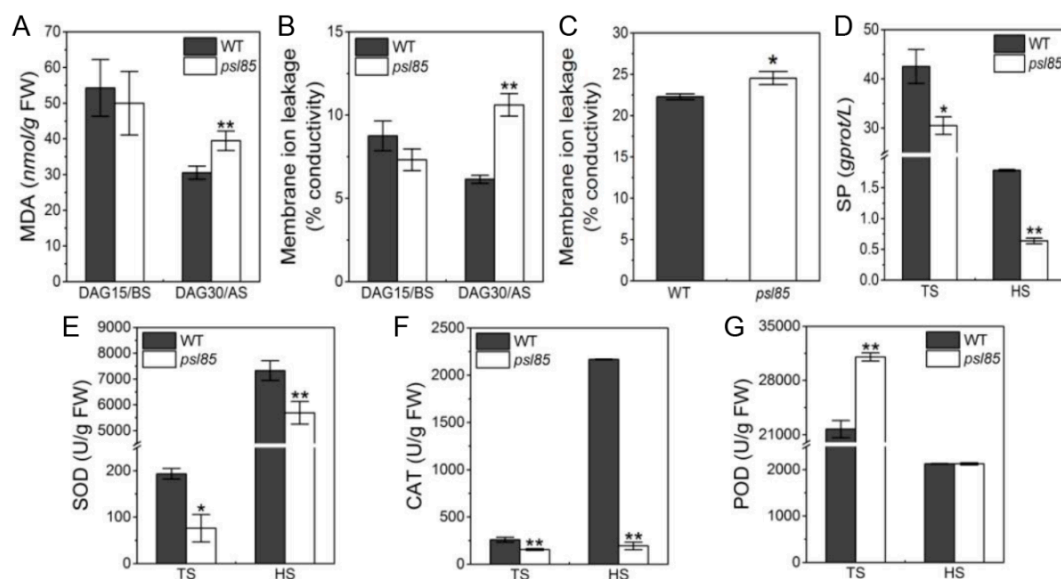 A
MDA (nmol/g FW)
70
60
50
40
30
20
10
0
WT
psl85
**
DAG15/BS DAG30/AS
B
Membrane ion leakage
(% conductivity)
15
10
5
0
WT
psl85
**
DAG15/BS DAG30/AS
C
Membrane ion leakage
(% conductivity)
30
25
20
15
10
5
0
*
WT psl85
D
SP (gprot/L)
40
30
1.5
1.0
0.5
0.0
WT
psl85
*
**
TS HS
E
SOD (U/g FW)
9000
8000
7000
6000
5000
200
100
0
WT
psl85
*
**
TS HS
F
CAT (U/g FW)
2500
2250
2000
500
250
0
WT
psl85
**
**
TS HS
G
POD (U/g FW)
35000
28000
21000
2000
1000
0
WT
psl85
**
TS HS